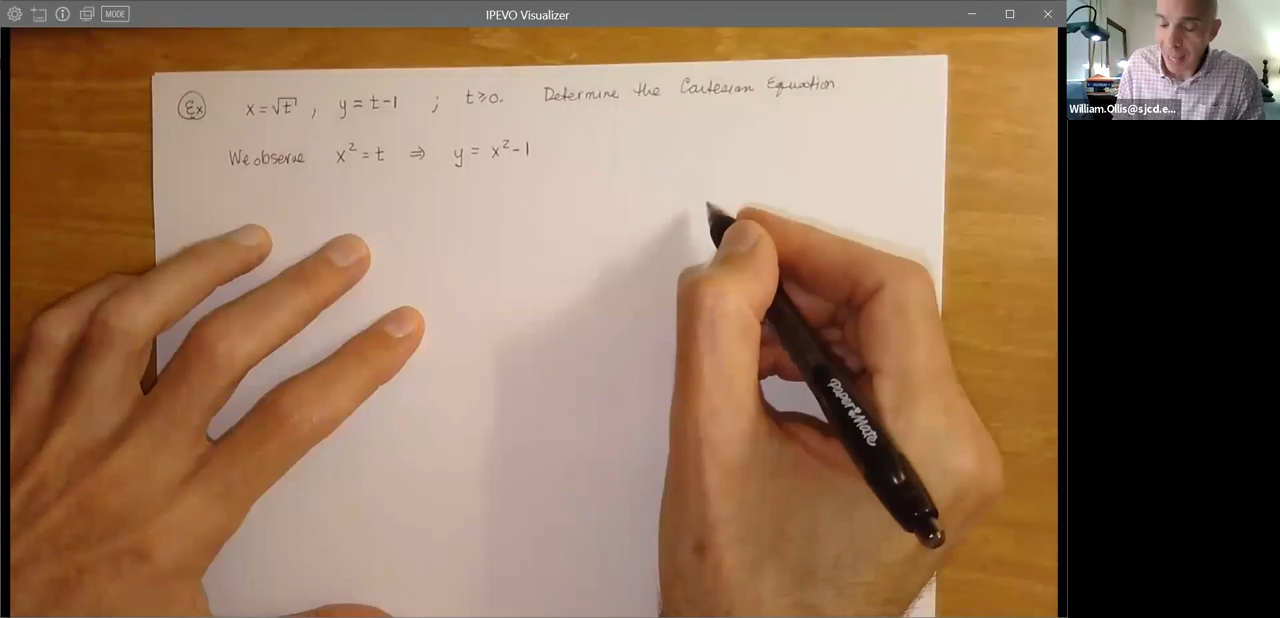 MODE
IPEVO Visualizer
William.Ollis@sjcd.e...
Ex x = √t , y = t-1 ; t ≥ 0. Determine the Cartesian Equation
We observe x² = t ⇒ y = x² - 1
Paper Mate